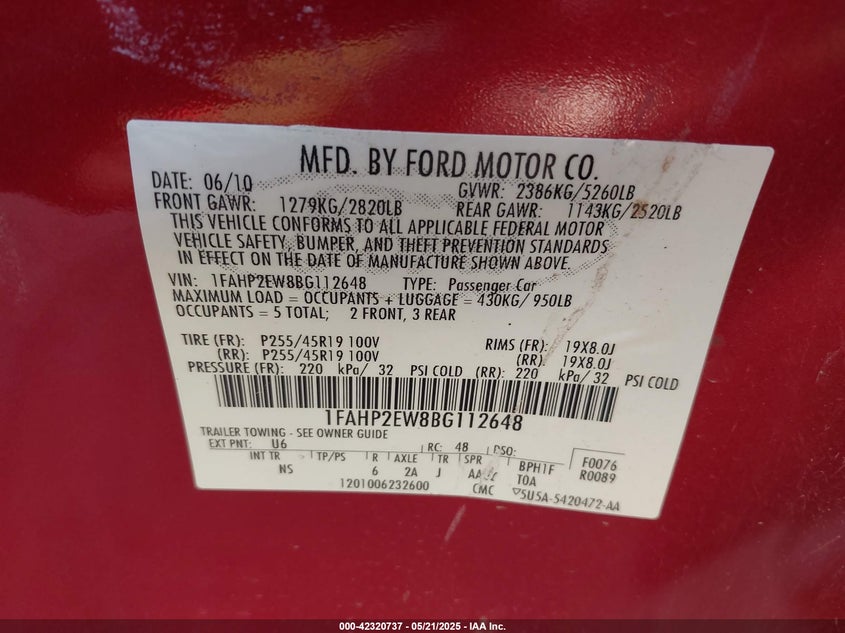 MFD. BY FORD MOTOR CO.
DATE: 06/10 GVWR: 2386KG/5260LB
FRONT GAWR: 1279KG/2820LB REAR GAWR: 1143KG/2520LB
THIS VEHICLE CONFORMS TO ALL APPLICABLE FEDERAL MOTOR
VEHICLE SAFETY, BUMPER, AND THEFT PREVENTION STANDARDS
IN EFFECT ON THE DATE OF MANUFACTURE SHOWN ABOVE.
VIN: 1FAHP2EW8BG112648 TYPE: Passenger Car
MAXIMUM LOAD = OCCUPANTS + LUGGAGE = 430KG/ 950LB
OCCUPANTS = 5 TOTAL; 2 FRONT, 3 REAR
TIRE (FR): P255/45R19 100V RIMS (FR): 19X8.0J
(RR): P255/45R19 100V (RR): 19X8.0J
PRESSURE (FR): 220 kPa/ 32 PSI COLD (RR): 220 kPa/ 32 PSI COLD
1FAHP2EW8BG112648
TRAILER TOWING - SEE OWNER GUIDE
EXT PNT: U6 RC: 48 DSO:
INT TR TP/PS R AXLE TR SPR BPH1F F0076
NS 6 2A J T0A R0089
1201006232600 CMC ▽5U5A-5420472-AA
000-42320737 - 05/21/2025 - IAA Inc.